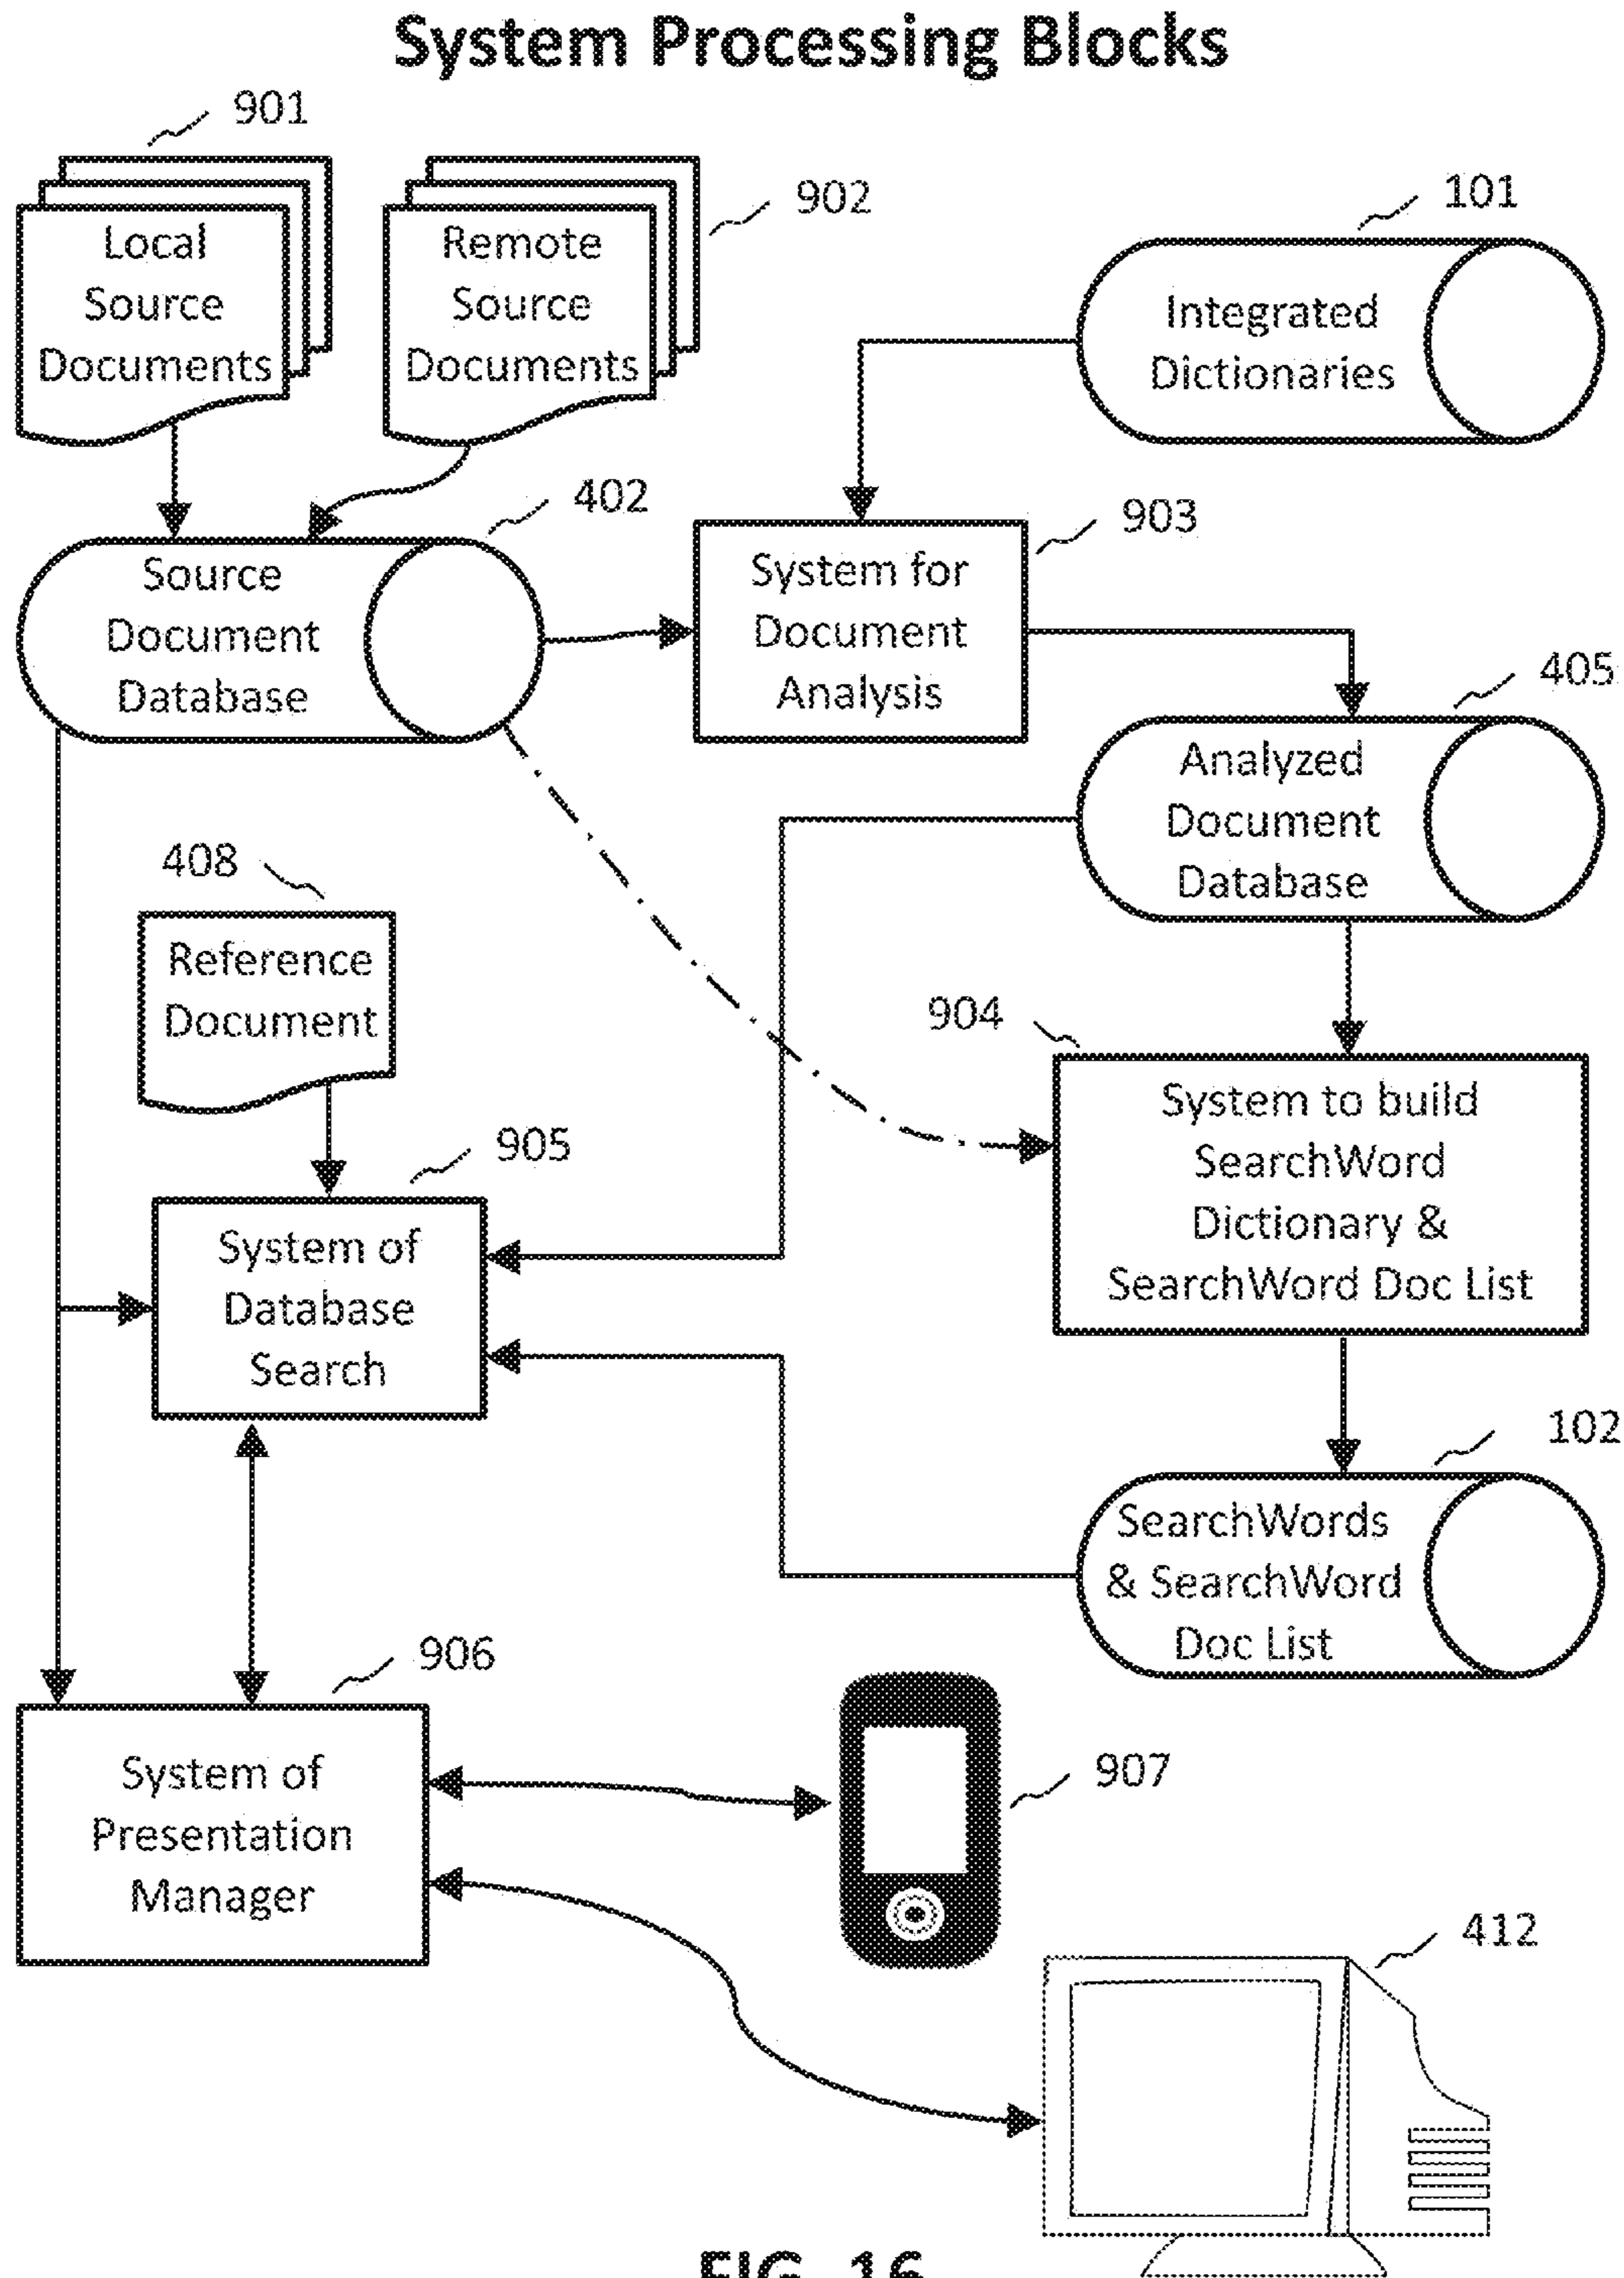 System Processing Blocks
901
Local
Source
Documents
Remote
Source
Documents
902
101
Integrated
Dictionaries
402
Source
Document
Database
903
System for
Document
Analysis
405
Analyzed
Document
Database
408
Reference
Document
904
System to build
SearchWord
Dictionary &
SearchWord Doc List
905
System of
Database
Search
102
SearchWords
& SearchWord
Doc List
906
System of
Presentation
Manager
907
412
FIG. 16